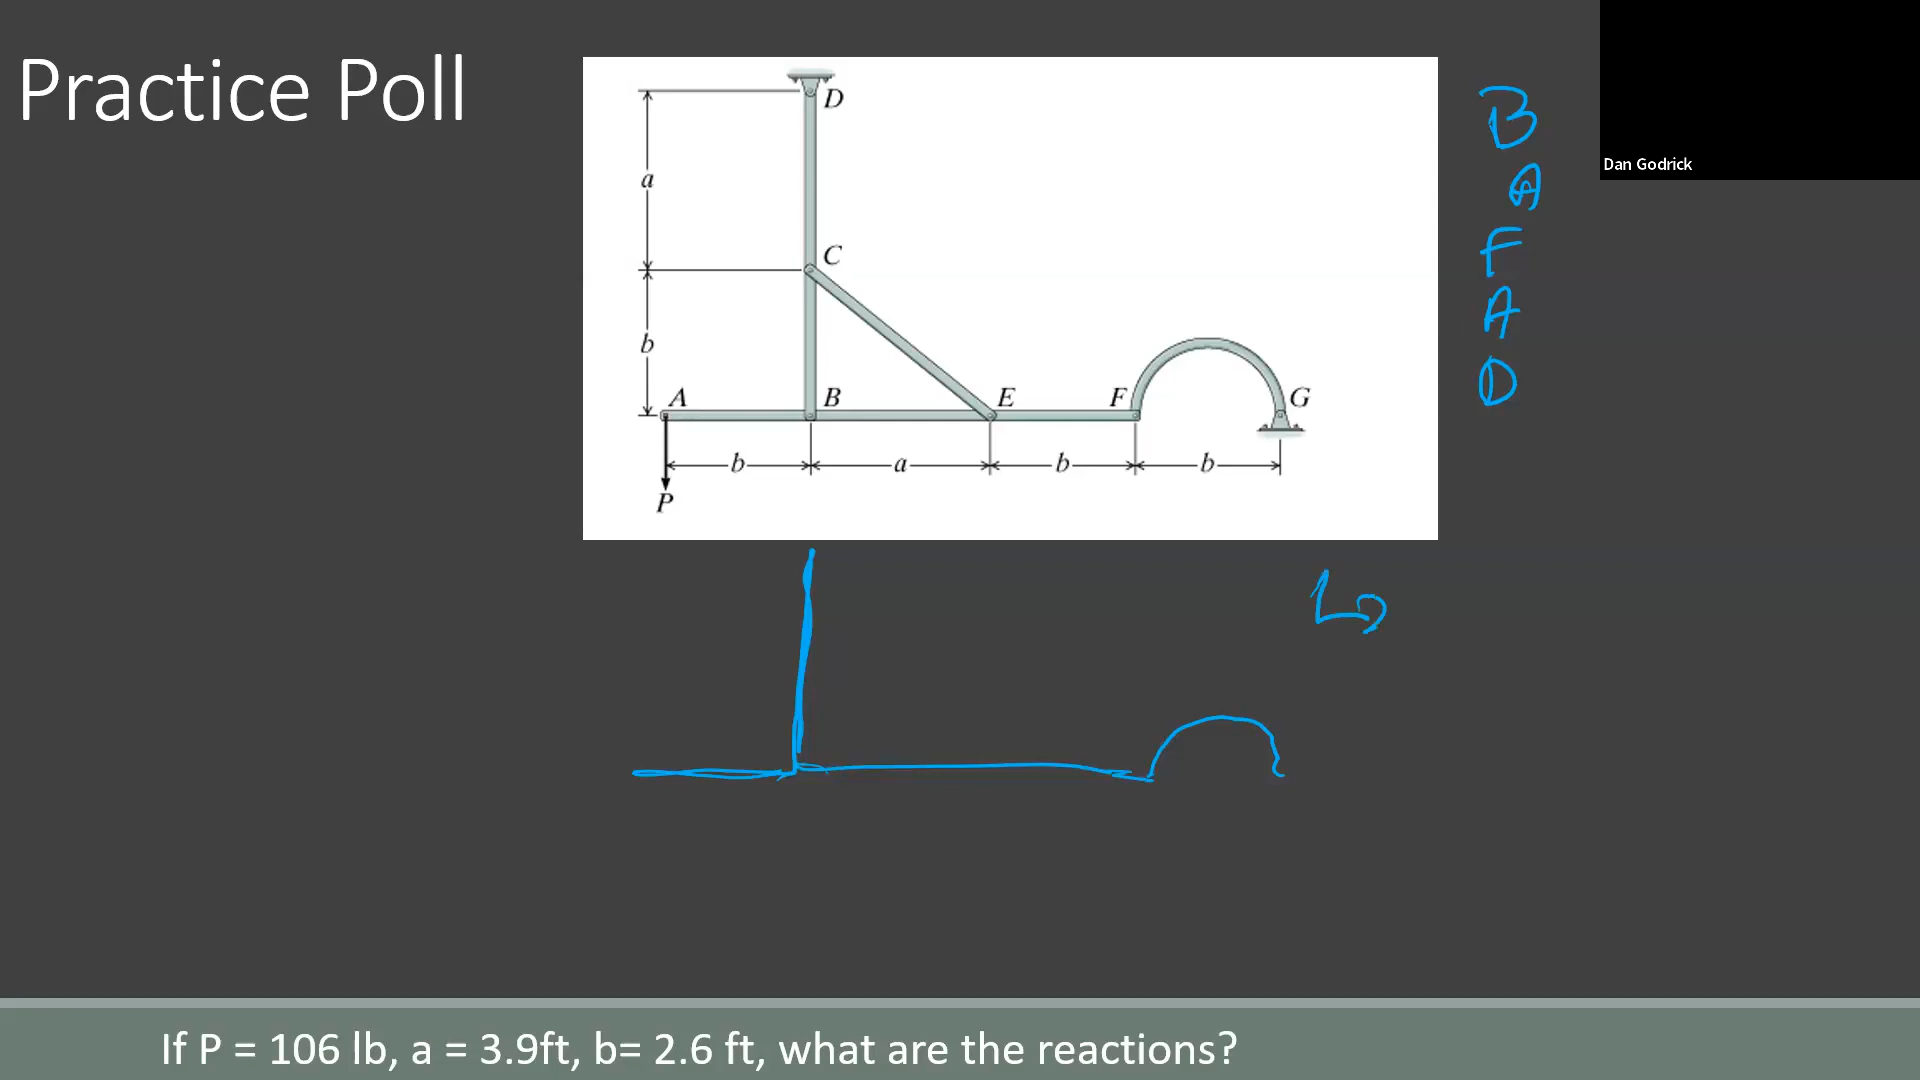 Practice Poll
D
a
C
b
A
B
E
F
G
b
a
b
b
P
B
A
F
A
D
Dan Godrick
If P = 106 lb, a = 3.9ft, b= 2.6 ft, what are the reactions?